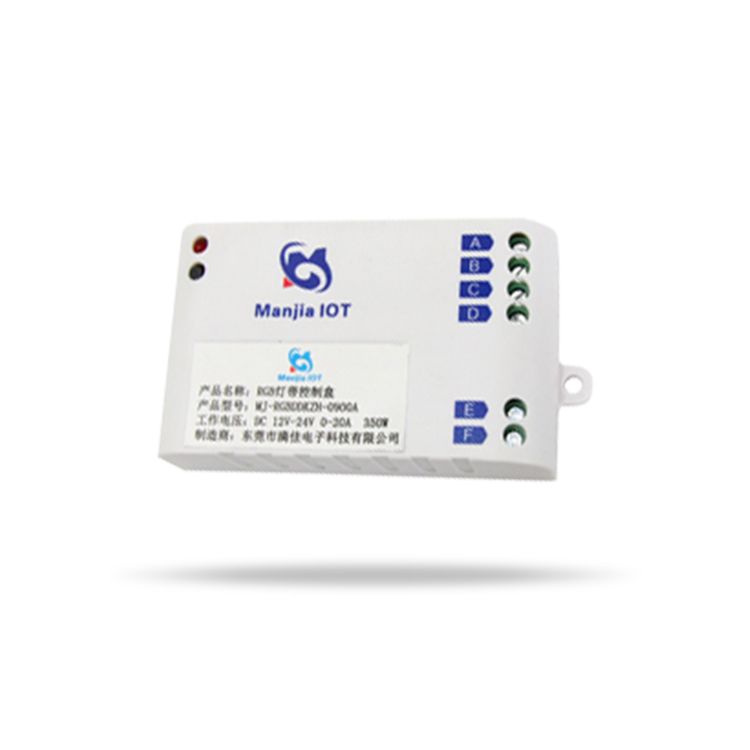 A
B
C
D
Manjia IOT
Manjia IOT
产品名称: RGB灯带控制盒
产品型号: MJ-RGBDDKZH-0900A
工作电压: DC 12V-24V 0-20A 350W
制造商: 东莞市满佳电子科技有限公司
E
F